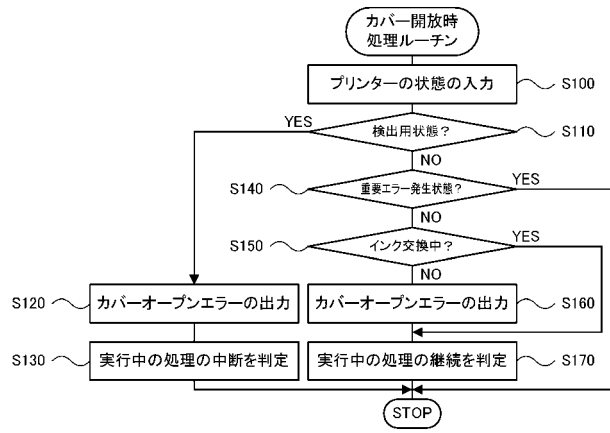 カバー開放時
処理ルーチン
プリンターの状態の入力
S100
YES
検出用状態？
S110
NO
S140
重要エラー発生状態？
YES
NO
S150
インク交換中？
YES
NO
S120
カバーオープンエラーの出力
カバーオープンエラーの出力
S160
S130
実行中の処理の中断を判定
実行中の処理の継続を判定
S170
STOP